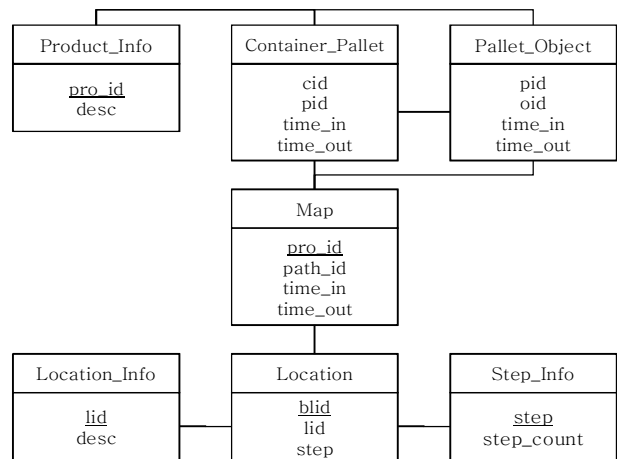 Product_Info
pro_id
desc
Container_Pallet
cid
pid
time_in
time_out
Pallet_Object
pid
oid
time_in
time_out
Map
pro_id
path_id
time_in
time_out
Location_Info
lid
desc
Location
blid
lid
step
Step_Info
step
step_count